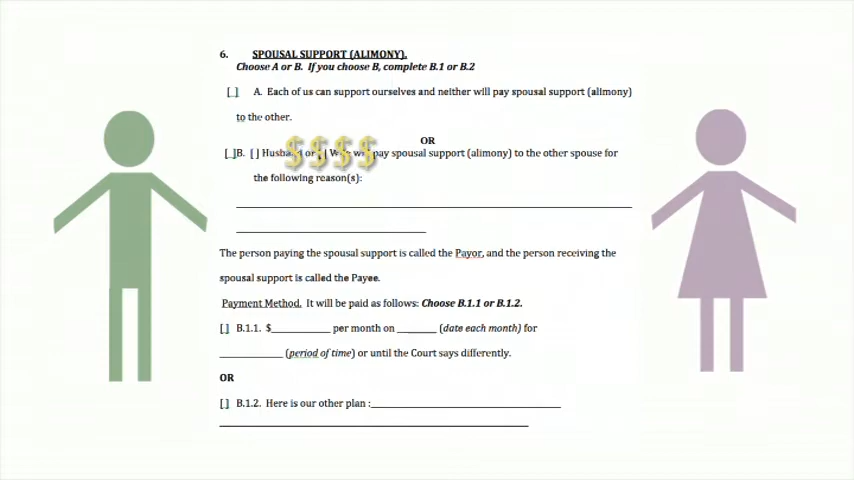 6. SPOUSAL SUPPORT (ALIMONY).
Choose A or B. If you choose B, complete B.1 or B.2
[ ] A. Each of us can support ourselves and neither will pay spousal support (alimony)
to the other.
OR
[ ]B. [ ] or [ ] pay spousal support (alimony) to the other spouse for
$ $ $ $
the following reason(s):
The person paying the spousal support is called the Payor, and the person receiving the
spousal support is called the Payee.
Payment Method. It will be paid as follows: Choose B.1.1 or B.1.2.
[ ] B.1.1. $___________ per month on _______ (date each month) for
____________ (period of time) or until the Court says differently.
OR
[ ] B.1.2. Here is our other plan :___________________________________